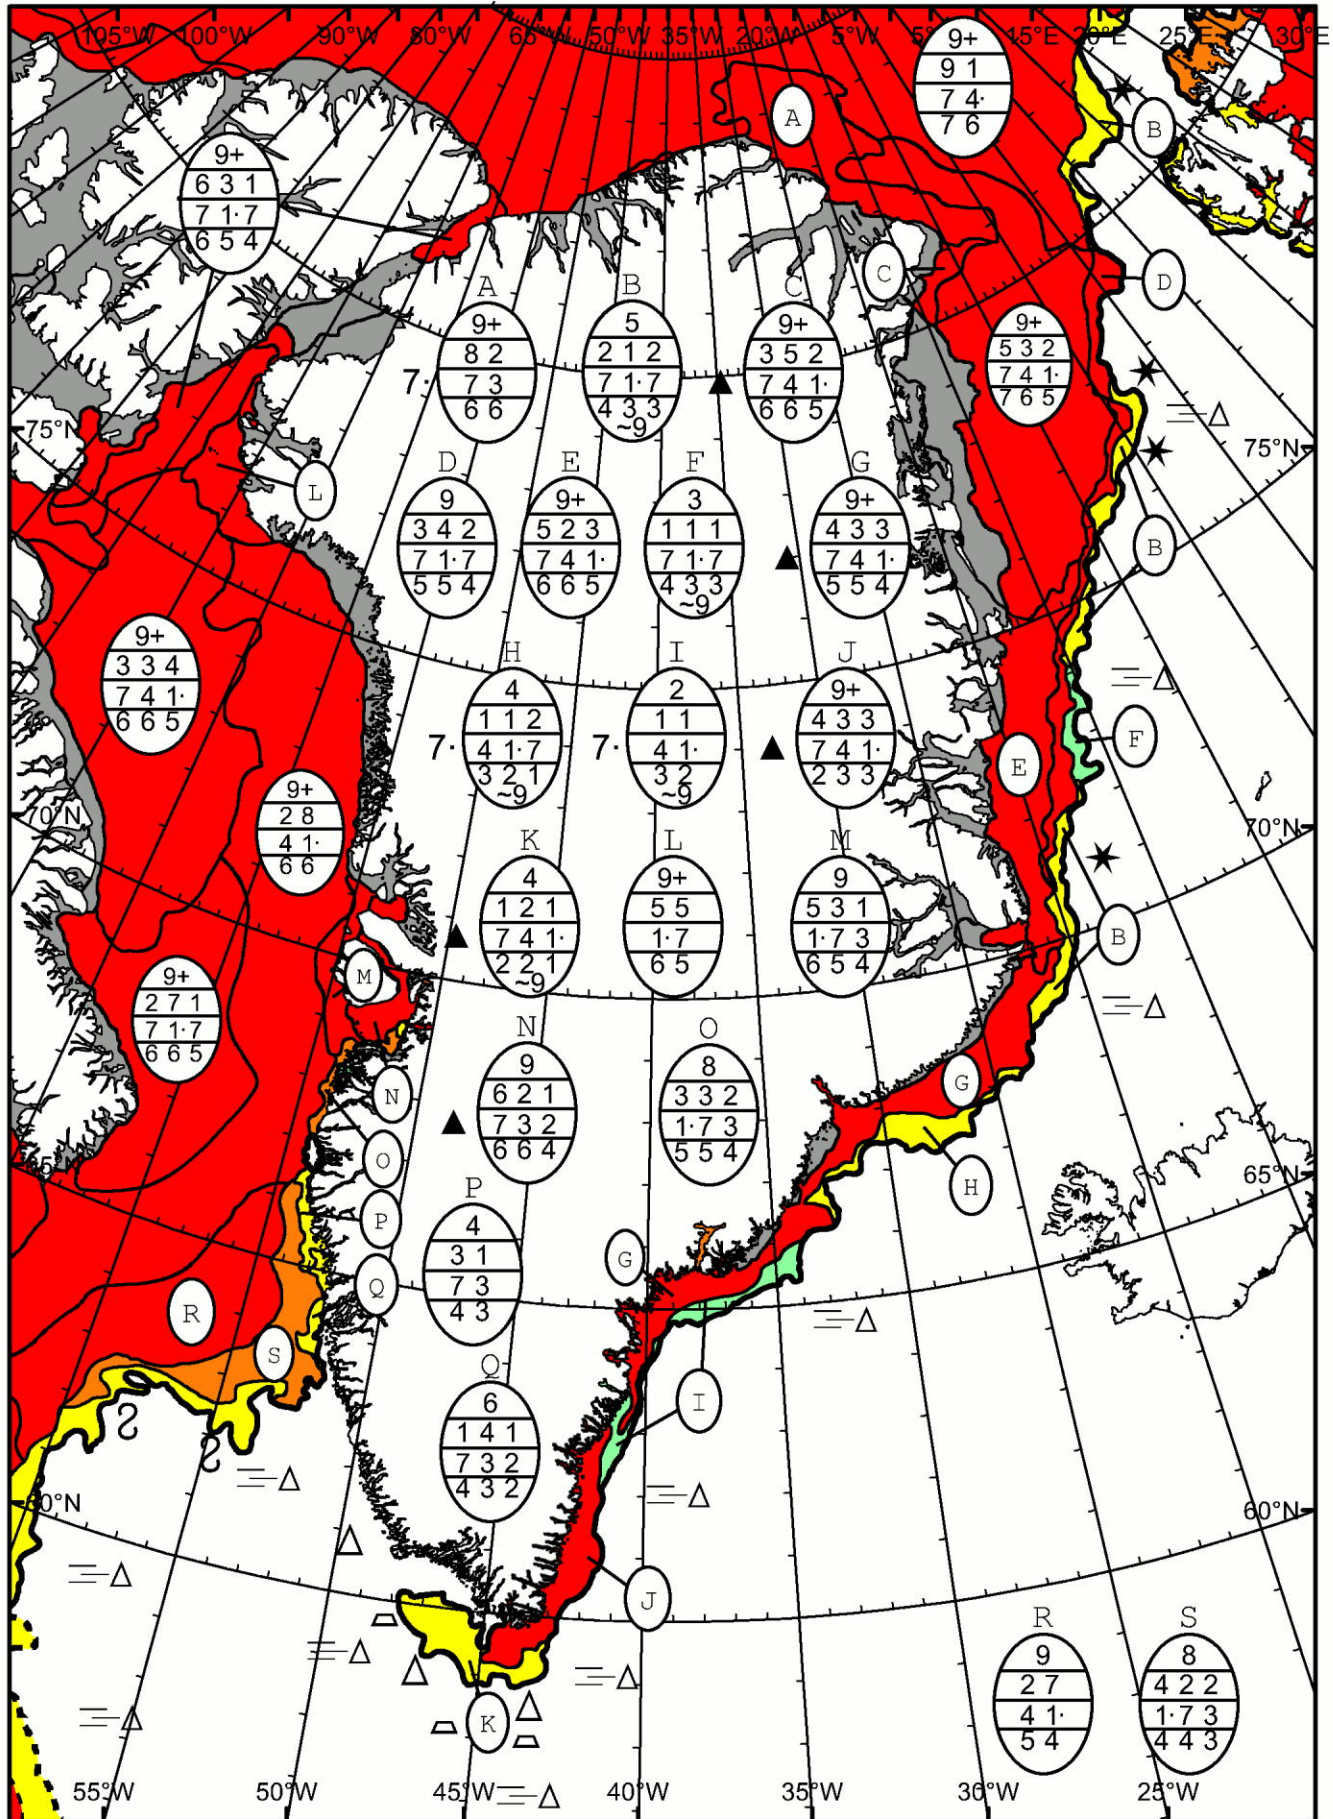 105°W 100°W 90°W 80°W 65°W 50°W 35°W 20°W 5°W 5°E 15°E 20°E 25°E 30°E
9+
9 1
7 4·
7 6
A
B
9+
6 3 1
7 1·7
6 5 4
C
D
A B C
9+
8 2
7· 7 3
6 6
5
2 1 2
7 1·7
4 3 3
~9
9+
3 5 2
7 4 1·
6 6 5
9+
5 3 2
7 4 1·
7 6 5
75°N 75°N
L
D E F G
9
3 4 2
7 1·7
5 5 4
9+
5 2 3
7 4 1·
6 6 5
3
1 1 1
7 1·7
4 3 3
~9
9+
4 3 3
7 4 1·
5 5 4
B
9+
3 3 4
7 4 1·
6 6 5
H I J
4
1 1 2
7· 4 1·7
3 2 1
~9
2
1 1
7· 4 1·
3 2
~9
9+
4 3 3
7 4 1·
2 3 3
E
F
70°N 70°N
9+
2 8
4 1·
6 6
K L M
4
1 2 1
7 4 1·
2 2 1
~9
9+
5 5
1·7
6 5
9
5 3 1
1·7 3
6 5 4
B
M
9+
2 7 1
7 1·7
6 6 5
N O
9
6 2 1
7 3 2
6 6 4
8
3 3 2
1·7 3
5 5 4
N
G
O
65°N 65°N
H
P
4
3 1
7 3
4 3
P
G
Q
R
S
Q
6
1 4 1
7 3 2
4 3 2
I
60°N 60°N
J
R S
9
2 7
4 1·
5 4
8
4 2 2
1·7 3
4 4 3
K
55°W 50°W 45°W 40°W 35°W 30°W 25°W